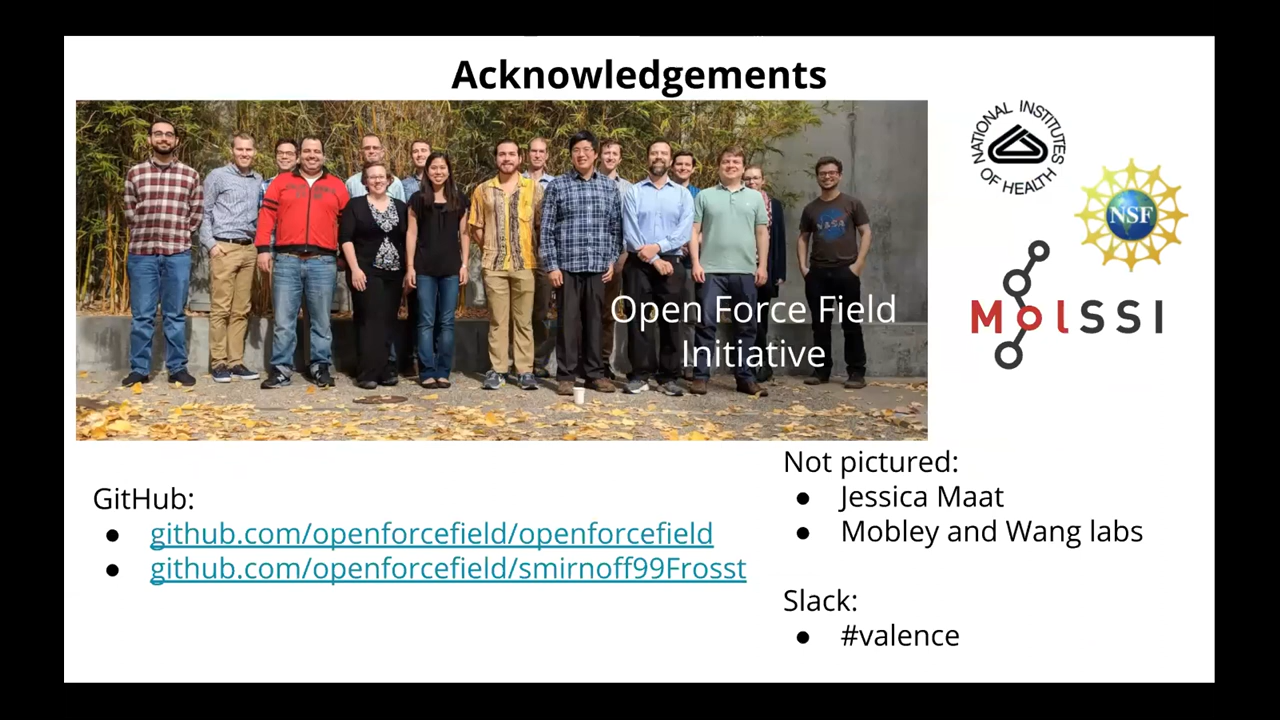 Acknowledgements
NATIONAL INSTITUTES
OF HEALTH
NSF
NASA
Open Force Field
Initiative
MolSSI
Not pictured:
● Jessica Maat
● Mobley and Wang labs
GitHub:
● github.com/openforcefield/openforcefield
● github.com/openforcefield/smirnoff99Frosst
Slack:
● #valence